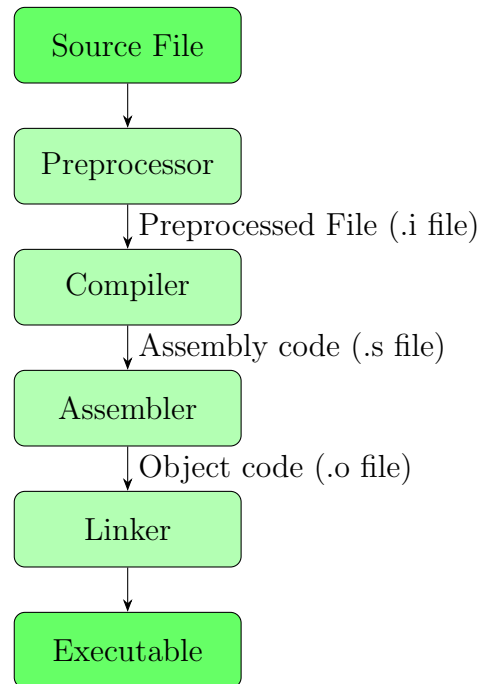 Source File
Preprocessor
Preprocessed File (.i file)
Compiler
Assembly code (.s file)
Assembler
Object code (.o file)
Linker
Executable